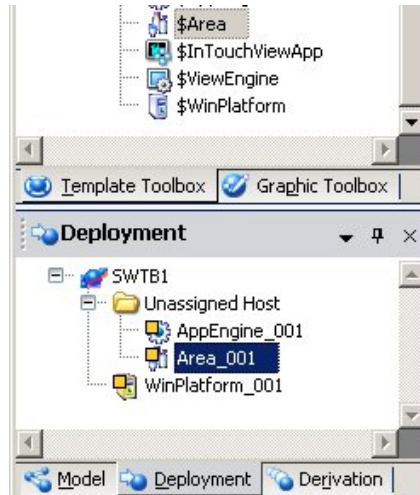 $Area
$InTouchViewApp
$ViewEngine
$WinPlatform
Template Toolbox Graphic Toolbox
Deployment
SWTB1
Unassigned Host
AppEngine_001
Area_001
WinPlatform_001
Model Deployment Derivation